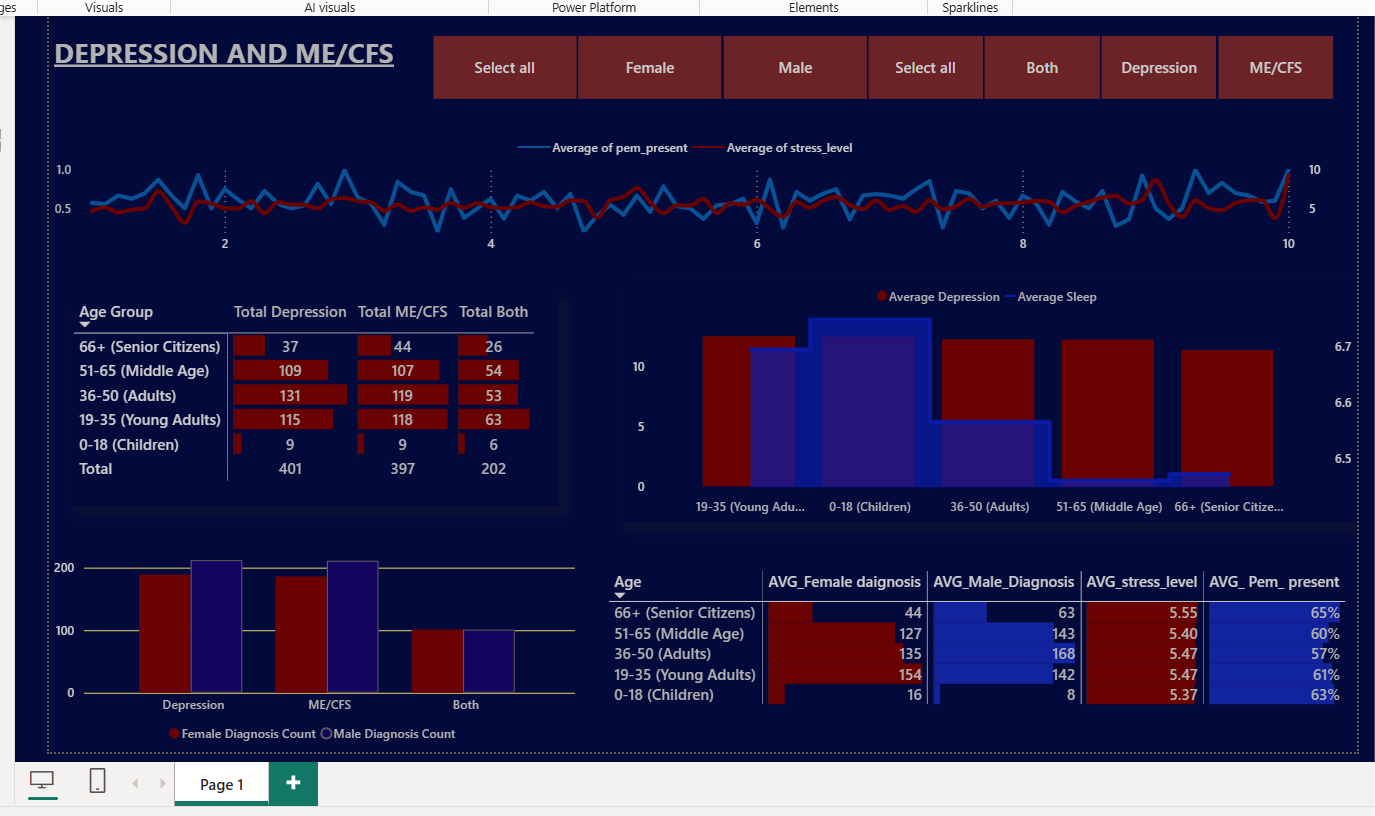 ges Visuals AI visuals Power Platform Elements Sparklines
DEPRESSION AND ME/CFS
Select all Female Male Select all Both Depression ME/CFS
Average of pem_present Average of stress_level
1.0 10
0.5 5
2 4 6 8 10
Age Group Total Depression Total ME/CFS Total Both
66+ (Senior Citizens) 37 44 26
51-65 (Middle Age) 109 107 54
36-50 (Adults) 131 119 53
19-35 (Young Adults) 115 118 63
0-18 (Children) 9 9 6
Total 401 397 202
Average Depression Average Sleep
6.7
10
6.6
5
6.5
0
19-35 (Young Adu... 0-18 (Children) 36-50 (Adults) 51-65 (Middle Age) 66+ (Senior Citize...
200
100
0
Depression ME/CFS Both
Female Diagnosis Count Male Diagnosis Count
Age AVG_Female daignosis AVG_Male_Diagnosis AVG_stress_level AVG_ Pem_ present
66+ (Senior Citizens) 44 63 5.55 65%
51-65 (Middle Age) 127 143 5.40 60%
36-50 (Adults) 135 168 5.47 57%
19-35 (Young Adults) 154 142 5.47 61%
0-18 (Children) 16 8 5.37 63%
Page 1